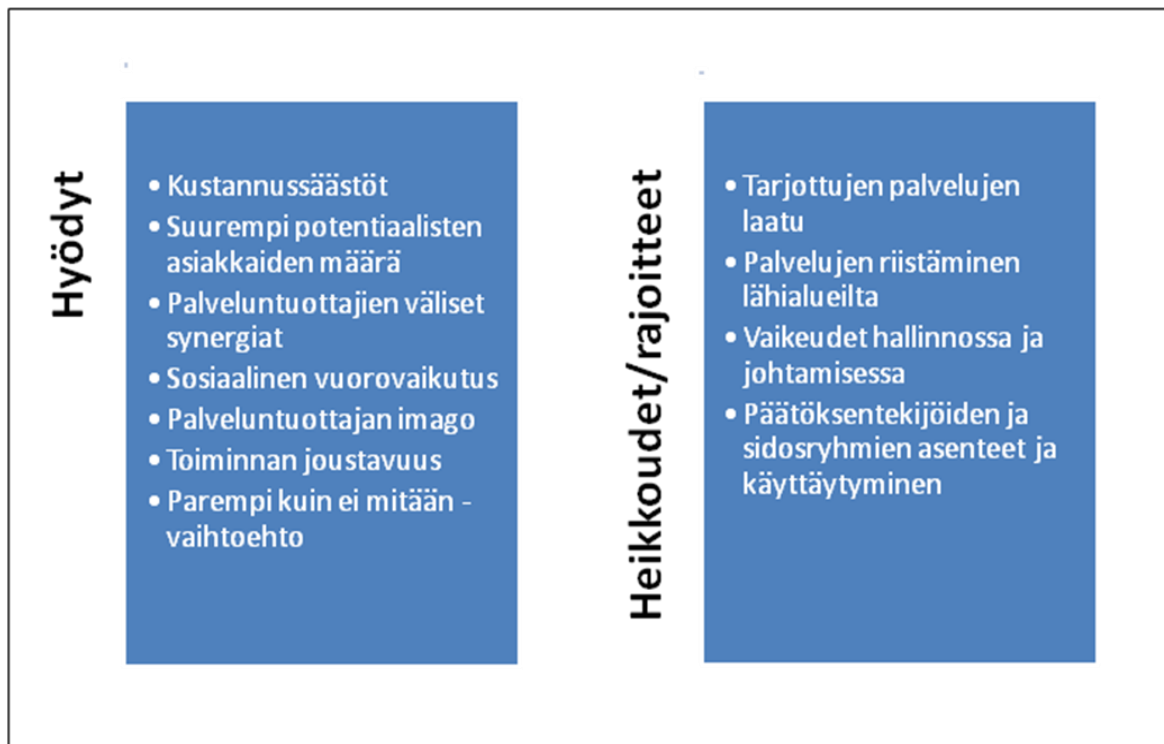 Hyödyt
• Kustannussäästöt
• Suurempi potentiaalisten
asiakkaiden määrä
• Palveluntuottajien väliset
synergiat
• Sosiaalinen vuorovaikutus
• Palveluntuottajan imago
• Toiminnan joustavuus
• Parempi kuin ei mitään -
vaihtoehto
Heikkoudet/rajoitteet
• Tarjottujen palvelujen
laatu
• Palvelujen riistäminen
lähialueilta
• Vaikeudet hallinnossa ja
johtamisessa
• Päätöksentekijöiden ja
sidosryhmien asenteet ja
käyttäytyminen